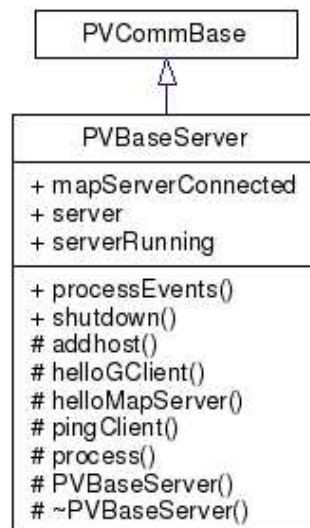 PVCommBase
PVBaseServer
+ mapServerConnected
+ server
+ serverRunning
+ processEvents()
+ shutdown()
# addhost()
# helloGClient()
# helloMapServer()
# pingClient()
# process()
# PVBaseServer()
# ~PVBaseServer()